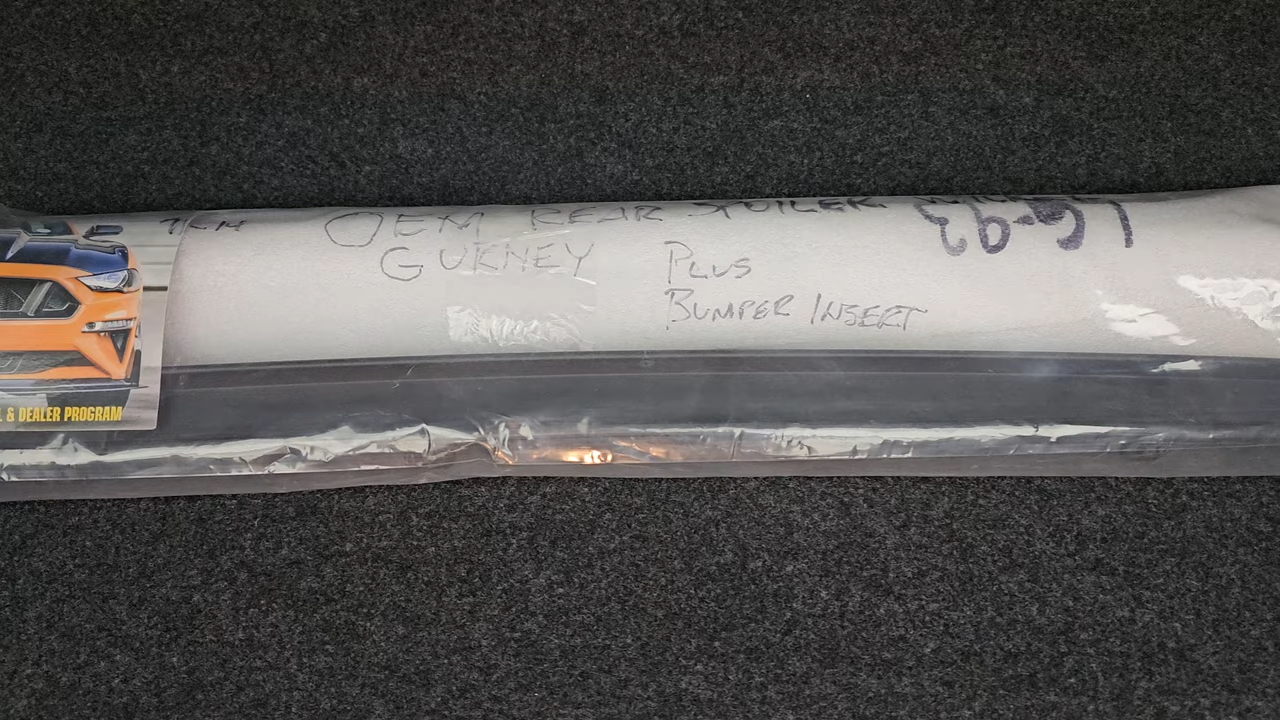 OEM REAR SPOILER
GURNEY
PLUS
BUMPER INSERT
& DEALER PROGRAM